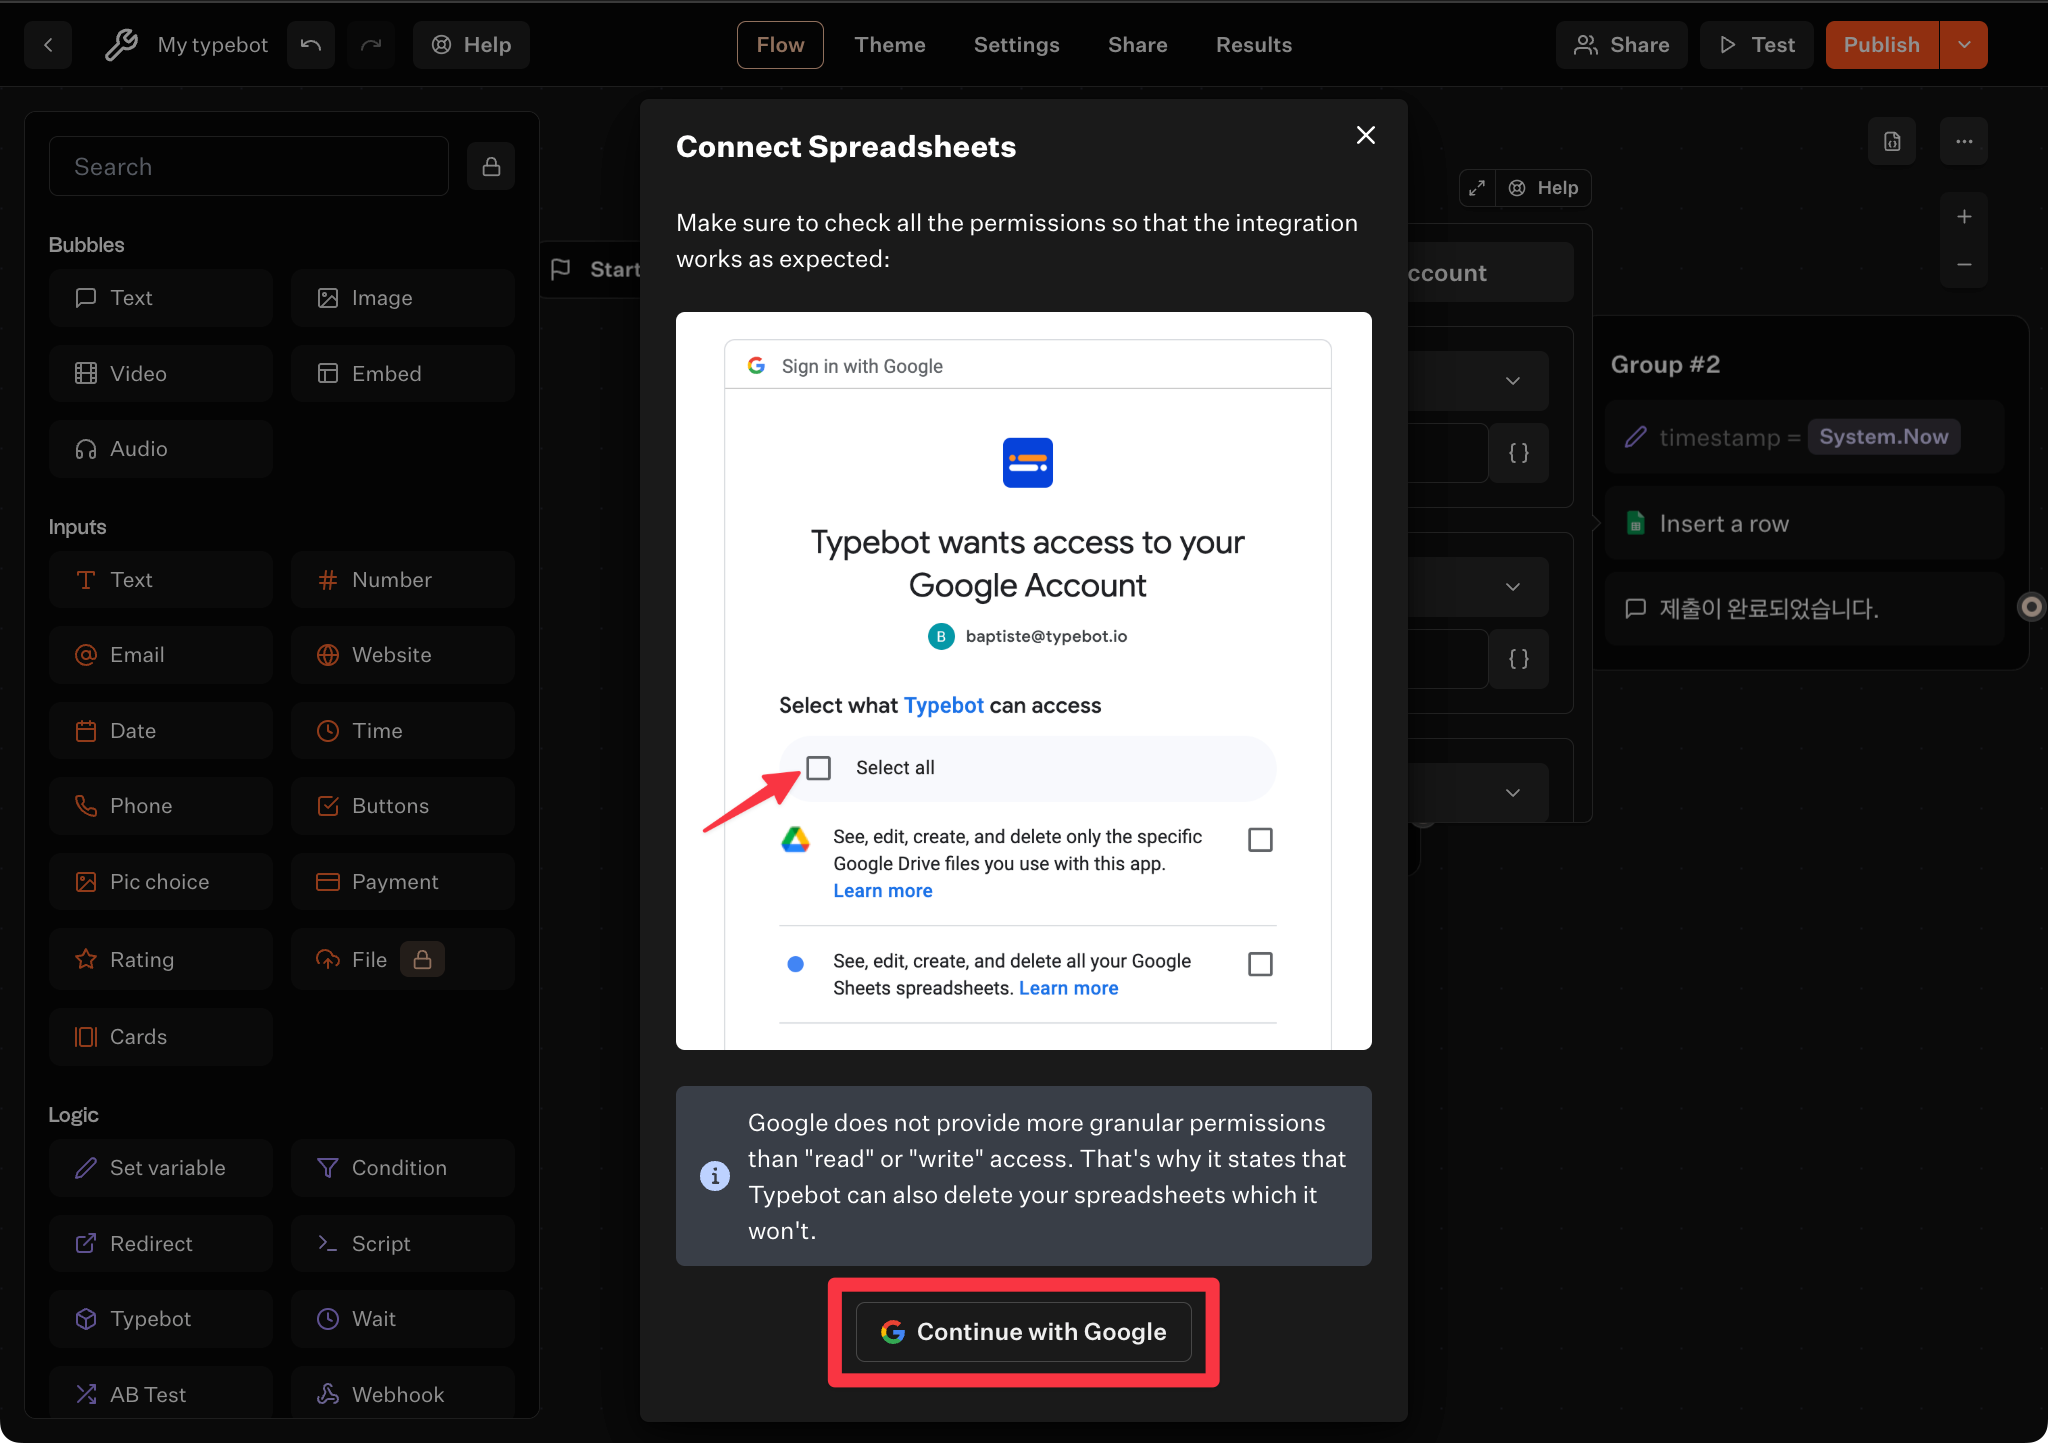 My typebot
Help
Flow
Theme
Settings
Share
Results
Share
Test
Publish
Search
Bubbles
Text
Image
Video
Embed
Audio
Inputs
Text
Number
Email
Website
Date
Time
Phone
Buttons
Pic choice
Payment
Rating
File
Cards
Logic
Set variable
Condition
Redirect
Script
Typebot
Wait
AB Test
Webhook
Start
Connect Spreadsheets
Make sure to check all the permissions so that the integration
works as expected:
Sign in with Google
Typebot wants access to your
Google Account
B baptiste@typebot.io
Select what Typebot can access
Select all
See, edit, create, and delete only the specific
Google Drive files you use with this app.
Learn more
See, edit, create, and delete all your Google
Sheets spreadsheets. Learn more
Google does not provide more granular permissions
than "read" or "write" access. That's why it states that
Typebot can also delete your spreadsheets which it
won't.
Continue with Google
Help
ccount
{}
{}
Group #2
timestamp = System.Now
Insert a row
제출이 완료되었습니다.